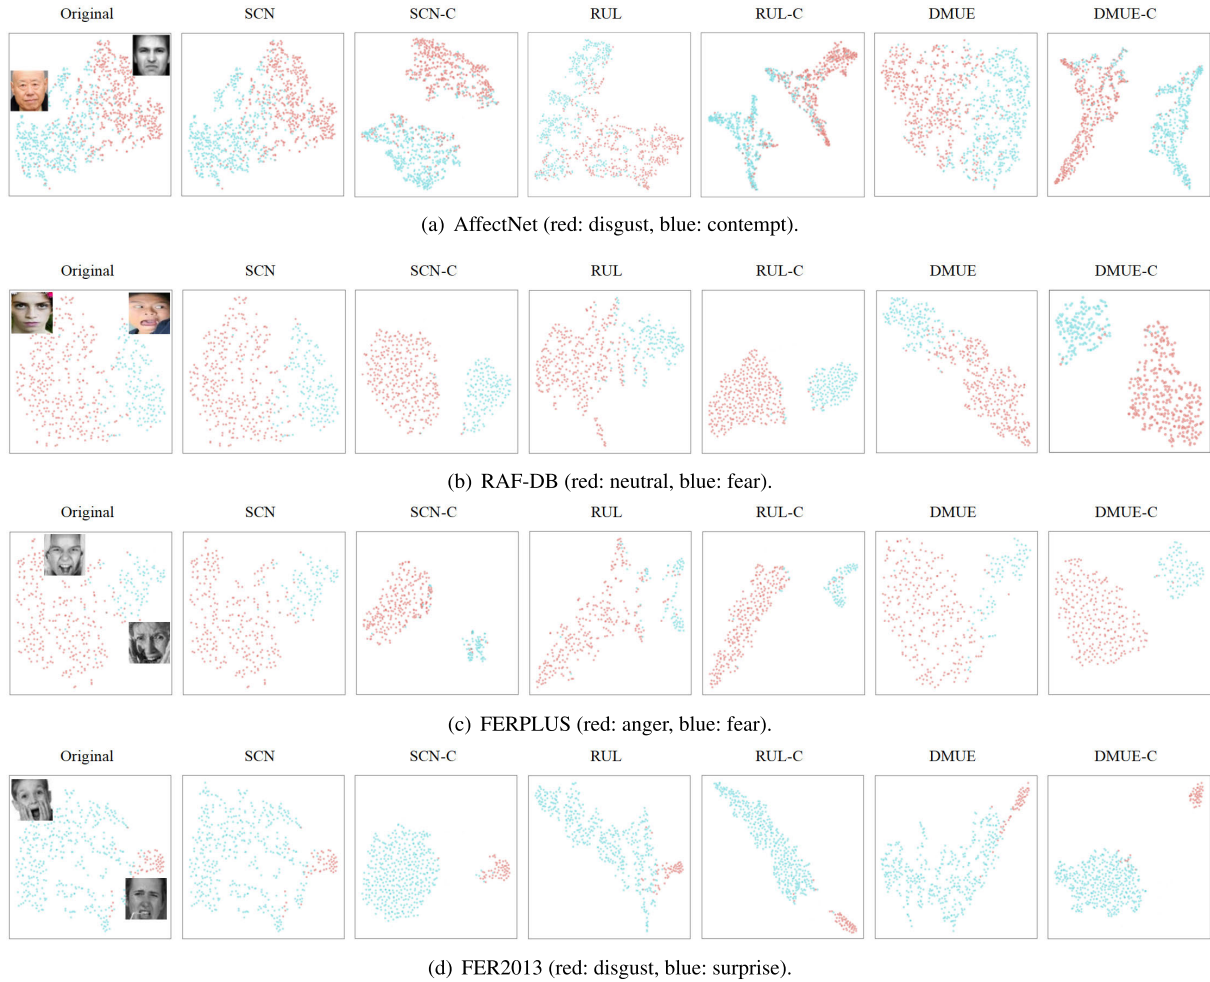 Original SCN SCN-C RUL RUL-C DMUE DMUE-C
(a) AffectNet (red: disgust, blue: contempt).
Original SCN SCN-C RUL RUL-C DMUE DMUE-C
(b) RAF-DB (red: neutral, blue: fear).
Original SCN SCN-C RUL RUL-C DMUE DMUE-C
(c) FERPLUS (red: anger, blue: fear).
Original SCN SCN-C RUL RUL-C DMUE DMUE-C
(d) FER2013 (red: disgust, blue: surprise).